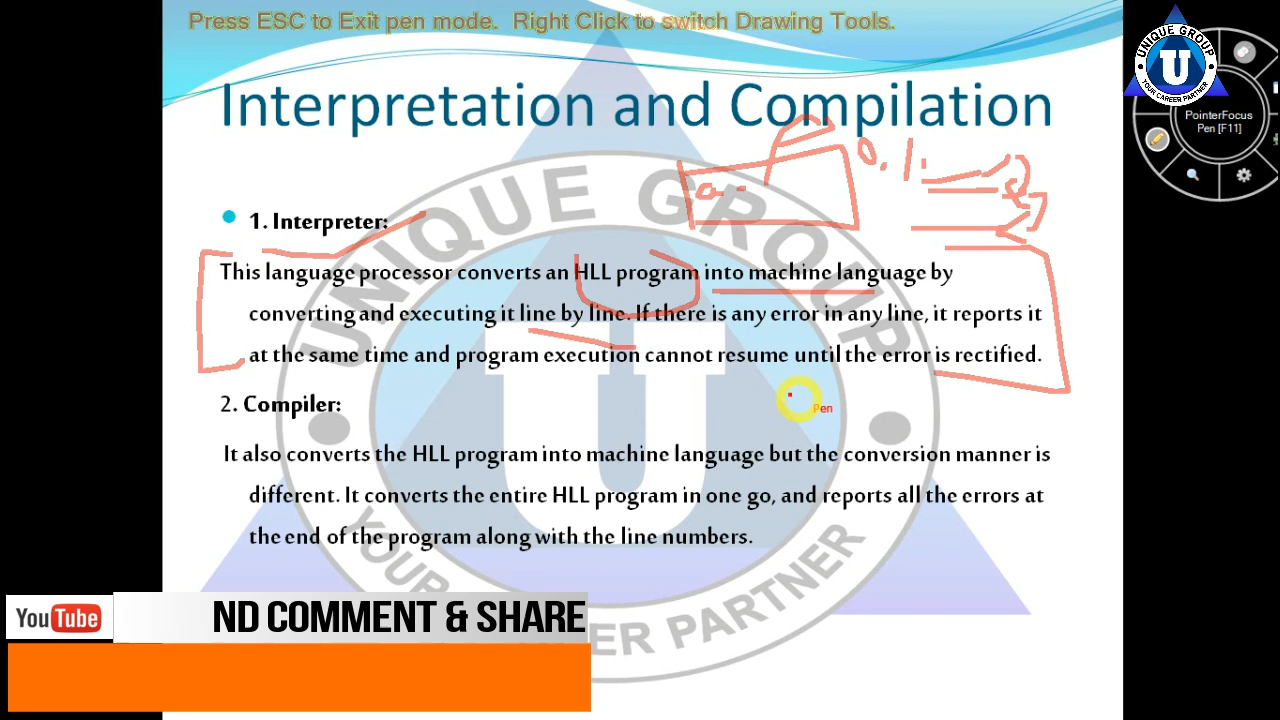 Press ESC to Exit pen mode. Right Click to switch Drawing Tools.
UNIQUE GROUP
U
YOUR CAREER PARTNER
PointerFocus
Pen [F11]
Interpretation and Compilation
0.1
UNIQUE GROUP
1. Interpreter:
This language processor converts an HLL program into machine language by
converting and executing it line by line. If there is any error in any line, it reports it
at the same time and program execution cannot resume until the error is rectified.
Pen
2. Compiler:
It also converts the HLL program into machine language but the conversion manner is
different. It converts the entire HLL program in one go, and reports all the errors at
the end of the program along with the line numbers.
U
YOUR ER PARTNER
YouTube
ND COMMENT & SHARE